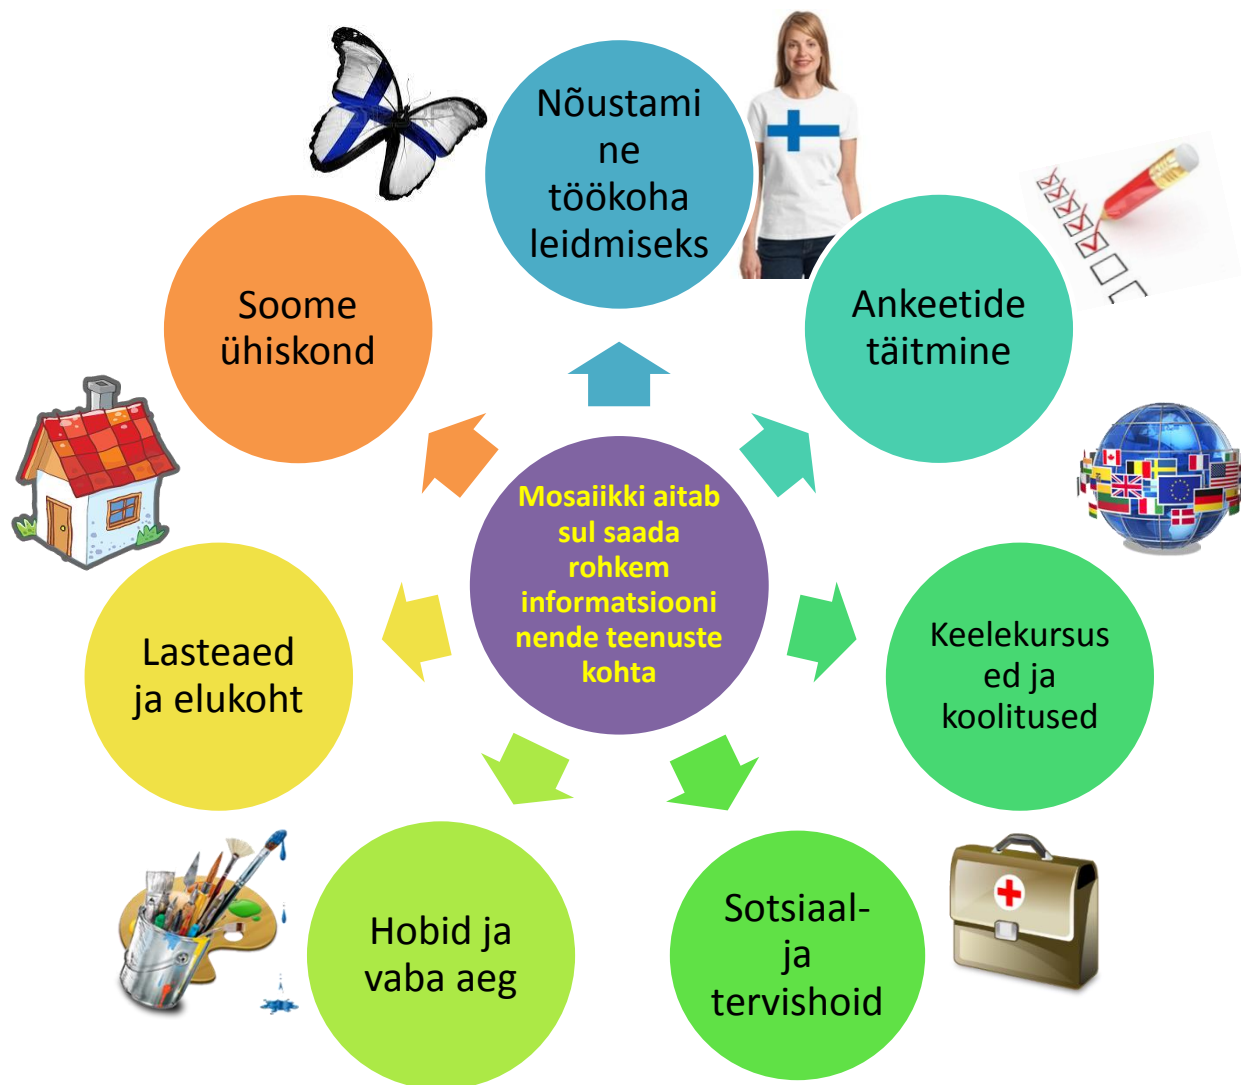 Nõustami
ne
töökoha
leidmiseks
Ankeetide
täitmine
Keelekursus
ed ja
koolitused
Sotsiaal-
ja
tervishoid
Hobid ja
vaba aeg
Lasteaed
ja elukoht
Soome
ühiskond
Mosaiikki aitab
sul saada
rohkem
informatsiooni
nende teenuste
kohta